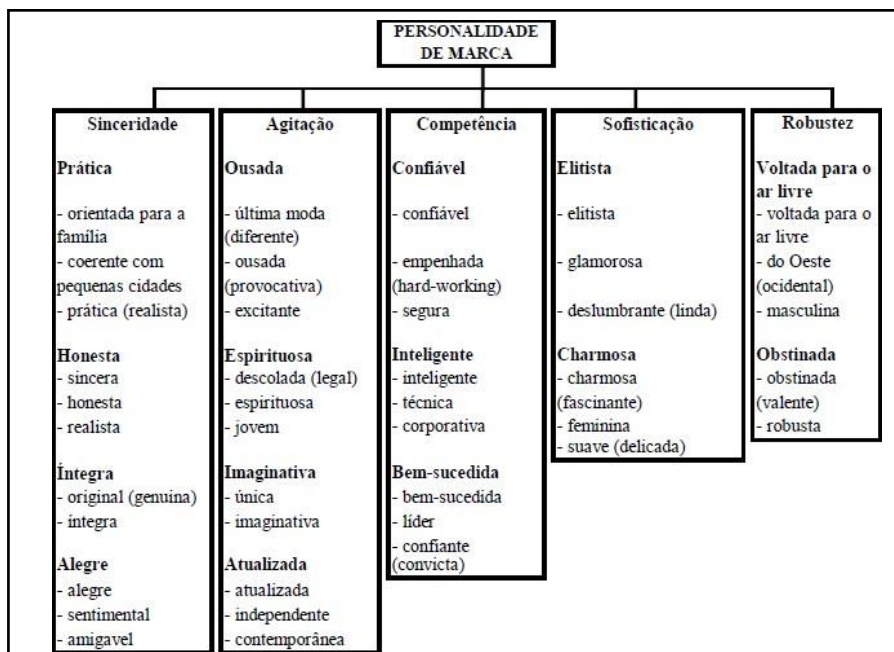 PERSONALIDADE
DE MARCA
Sinceridade
Prática
- orientada para a
família
- coerente com
pequenas cidades
- prática (realista)
Honesta
- sincera
- honesta
- realista
Íntegra
- original (genuina)
- íntegra
Alegre
- alegre
- sentimental
- amigavel
Agitação
Ousada
- última moda
(diferente)
- ousada
(provocativa)
- excitante
Espirituosa
- descolada (legal)
- espirituosa
- jovem
Imaginativa
- única
- imaginativa
Atualizada
- atualizada
- independente
- contemporânea
Competência
Confiável
- confiável
- empenhada
(hard-working)
- segura
Inteligente
- inteligente
- técnica
- corporativa
Bem-sucedida
- bem-sucedida
- líder
- confiante
(convicta)
Sofisticação
Elitista
- elitista
- glamorosa
- deslumbrante (linda)
Charmosa
- charmosa
(fascinante)
- feminina
- suave (delicada)
Robustez
Voltada para o
ar livre
- voltada para o
ar livre
- do Oeste
(ocidental)
- masculina
Obstinada
- obstinada
(valente)
- robusta